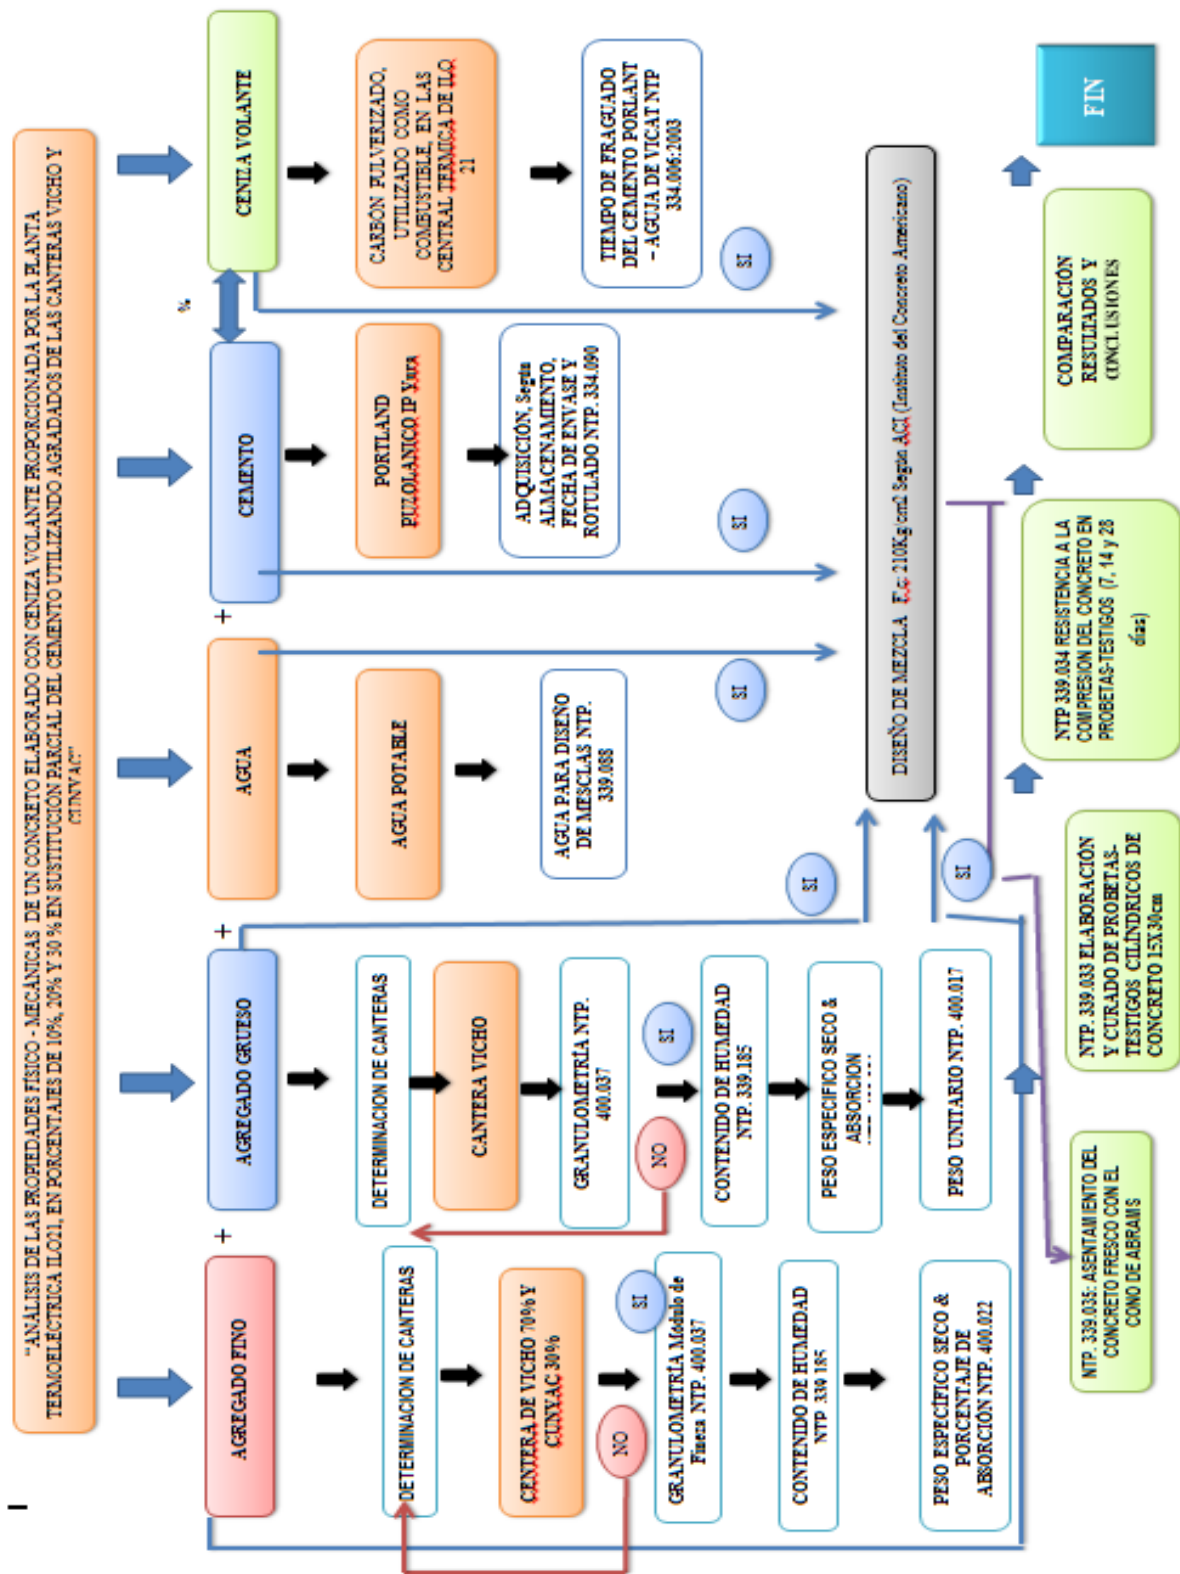 “ANÁLISIS DE LAS PROPIEDADES FÍSICO - MECÁNICAS DE UN CONCRETO ELABORADO CON CENIZA VOLANTE PROPORCIONADA POR LA PLANTA
TERMOELÉCTRICA ILO21, EN PORCENTAJES DE 10%, 20% Y 30 % EN SUSTITUCIÓN PARCIAL DEL CEMENTO UTILIZANDO AGRADADOS DE LAS CANTERAS VICHO Y
CUNYAC”
AGREGADO FINO
+
AGREGADO GRUESO
+
AGUA
+
CEMENTO
%
CENIZA VOLANTE
DETERMINACION DE CANTERAS
CENTERA DE VICHO 70% Y
CUNYAC 30%
NO
SI
GRANULOMETRÍA Modulo de
Fineza NTP. 400.037
CONTENIDO DE HUMEDAD
NTP 339.185
PESO ESPECÍFICO SECO &
PORCENTAJE DE
ABSORCIÓN NTP. 400.022
DETERMINACION DE CANTERAS
CANTERA VICHO
GRANULOMETRÍA NTP.
400.037
NO
SI
CONTENIDO DE HUMEDAD
NTP. 339.185
PESO ESPECIFICO SECO &
ABSORCION
PESO UNITARIO NTP. 400.017
SI
SI
AGUA POTABLE
AGUA PARA DISEÑO
DE MESCLAS NTP.
339.088
SI
PORTLAND
PUZOLANICO IP Yura
ADQUISICIÓN, Según
ALMACENAMIENTO,
FECHA DE ENVASE Y
ROTULADO NTP. 334.090
SI
CARBÓN PULVERIZADO,
UTILIZADO COMO
COMBUSTIBLE, EN LAS
CENTRAL TERMICA DE ILO
21
TIEMPO DE FRAGUADO
DEL CEMENTO PORLANT
– AGUJA DE VICAT NTP
334.006:2003
SI
DISEÑO DE MEZCLA F'c: 210Kg/cm2 Según ACI (Instituto del Concreto Americano)
NTP. 339.035: ASENTAMIENTO DEL
CONCRETO FRESCO CON EL
CONO DE ABRAMS
NTP. 339.033 ELABORACIÓN
Y CURADO DE PROBETAS-
TESTIGOS CILÍNDRICOS DE
CONCRETO 15X30cm
NTP 339.034 RESISTENCIA A LA
COMPRESION DEL CONCRETO EN
PROBETAS-TESTIGOS (7, 14 y 28
días)
COMPARACIÓN
RESULTADOS Y
CONCLUSIONES
FIN